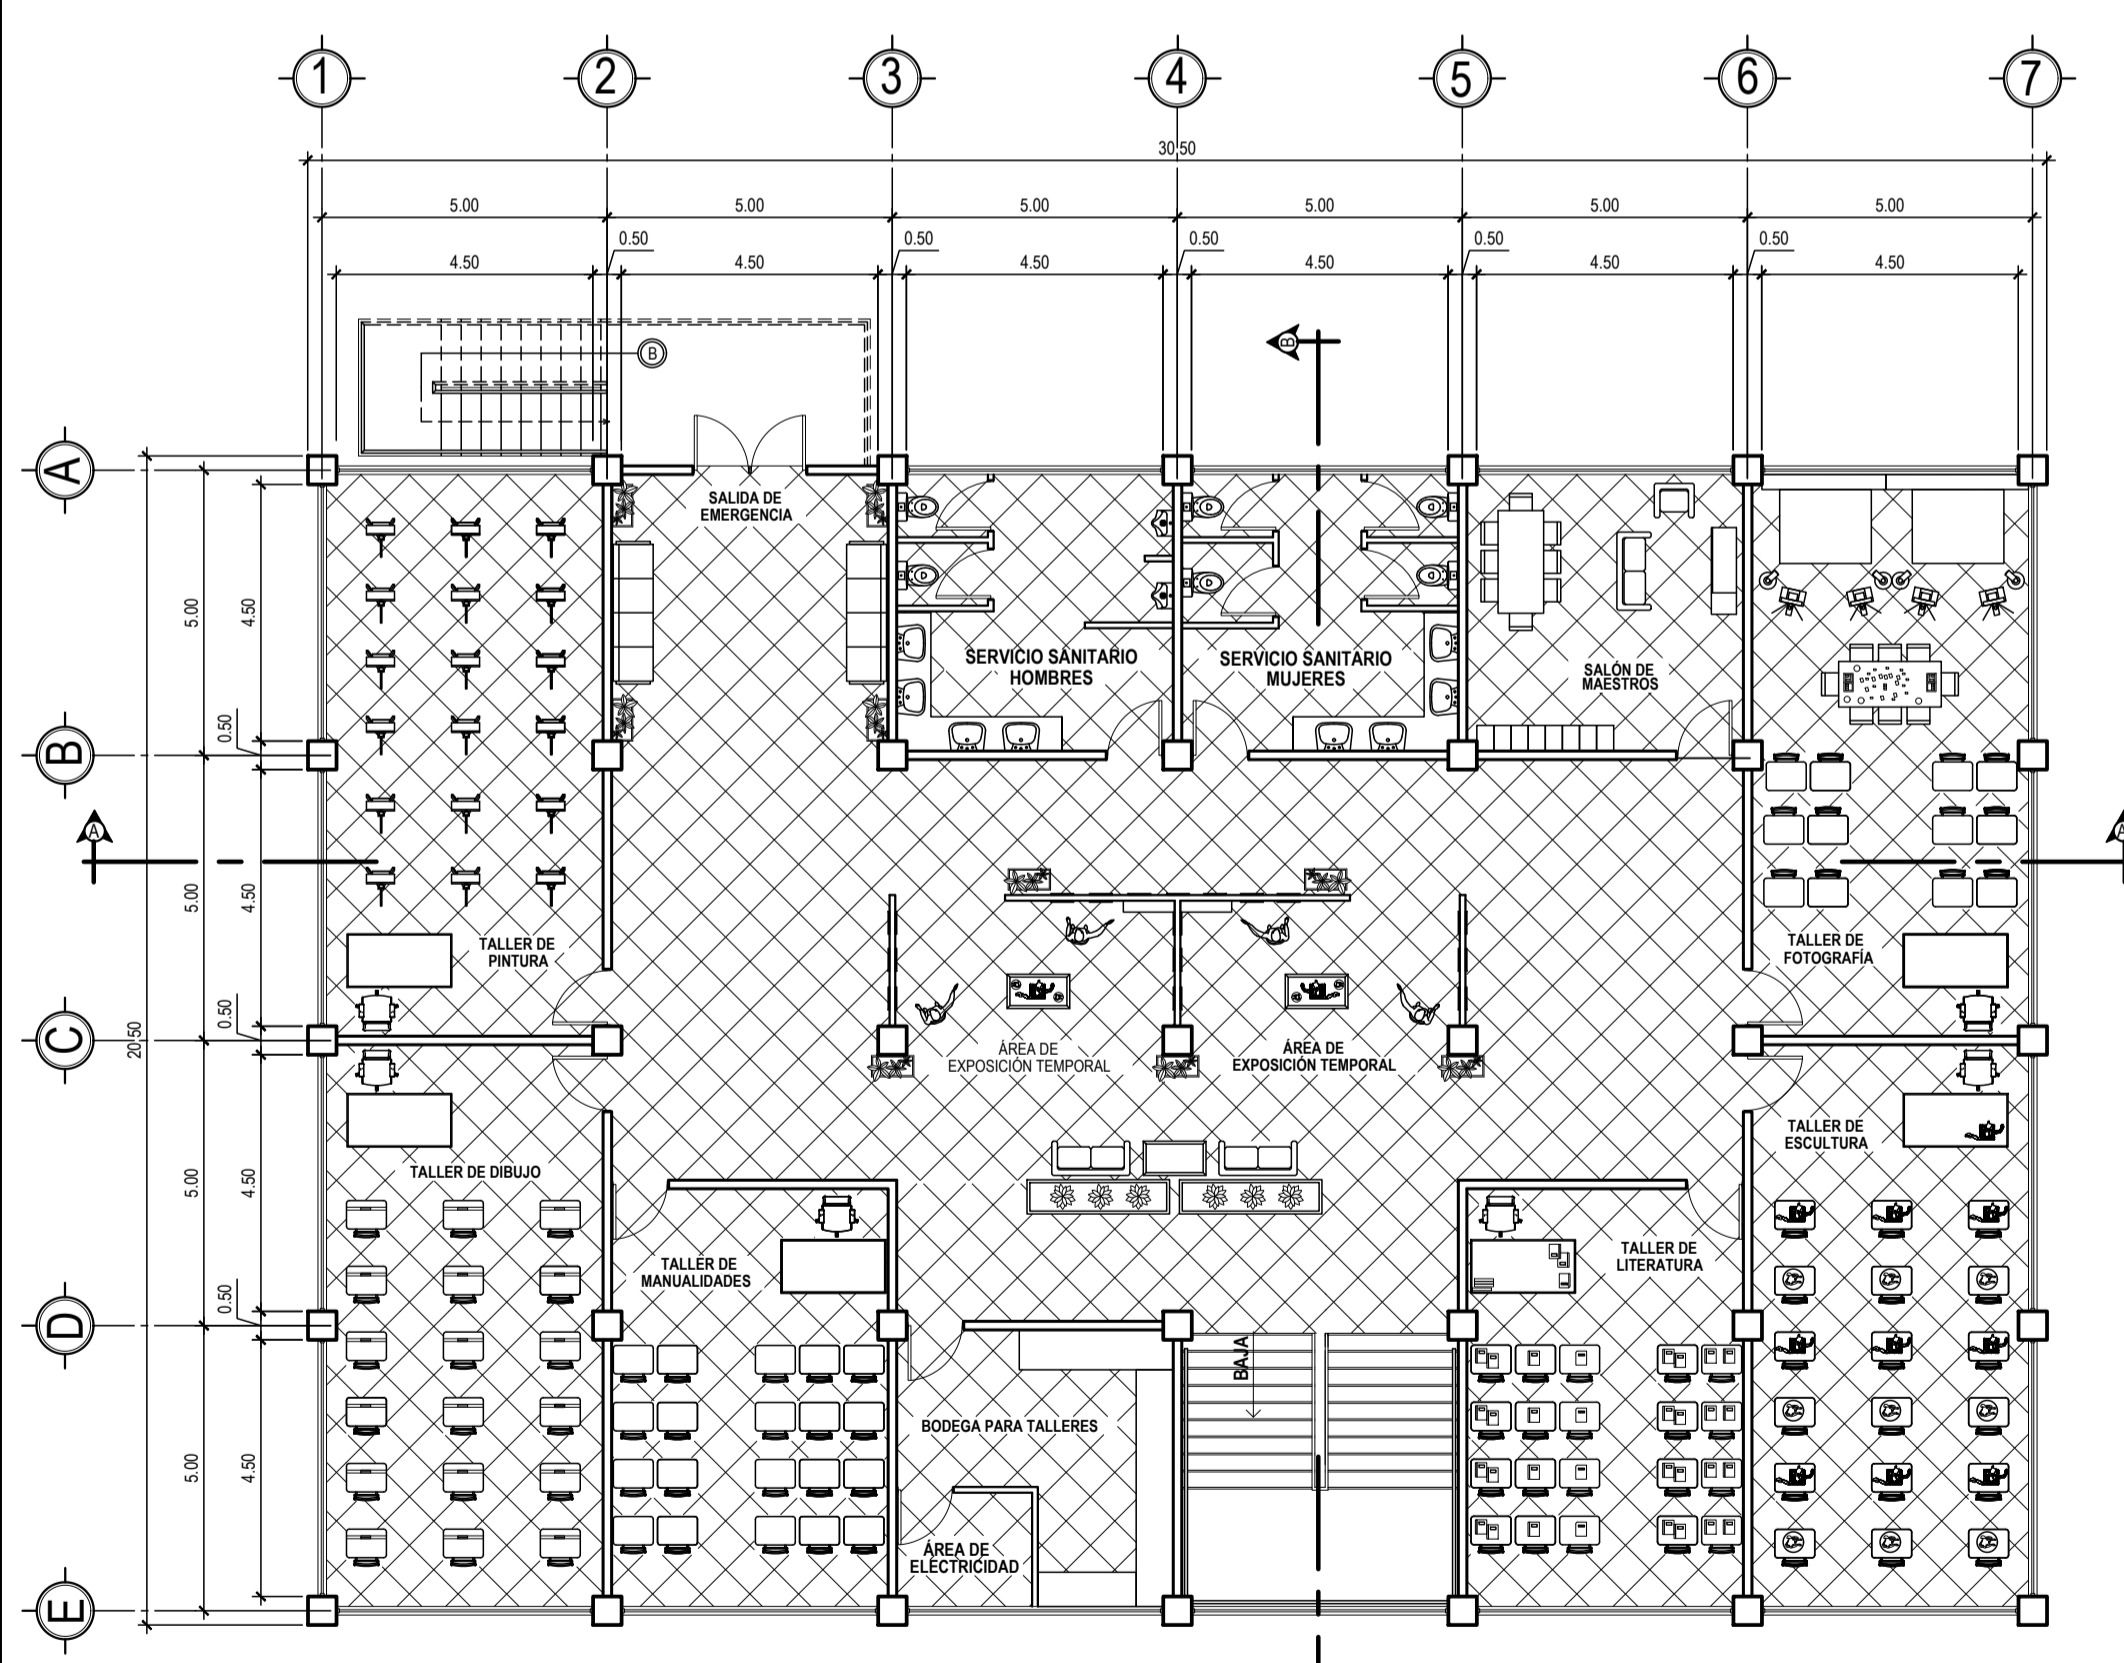 1 2 3 4 5 6 7
30.50
5.00 5.00 5.00 5.00 5.00 5.00
0.50 0.50 0.50 0.50 0.50
4.50 4.50 4.50 4.50 4.50 4.50
B
B
A
SALIDA DE
EMERGENCIA
5.00
4.50
SERVICIO SANITARIO
HOMBRES
SERVICIO SANITARIO
MUJERES
SALÓN DE
MAESTROS
0.50
B
A
A
5.00
4.50
TALLER DE
PINTURA
TALLER DE
FOTOGRAFÍA
0.50
C
20.50
ÁREA DE
EXPOSICIÓN TEMPORAL
ÁREA DE
EXPOSICIÓN TEMPORAL
TALLER DE
ESCULTURA
5.00
4.50
TALLER DE DIBUJO
TALLER DE
MANUALIDADES
TALLER DE
LITERATURA
0.50
D
BAJA
5.00
4.50
BODEGA PARA TALLERES
ÁREA DE
ELECTRICIDAD
E